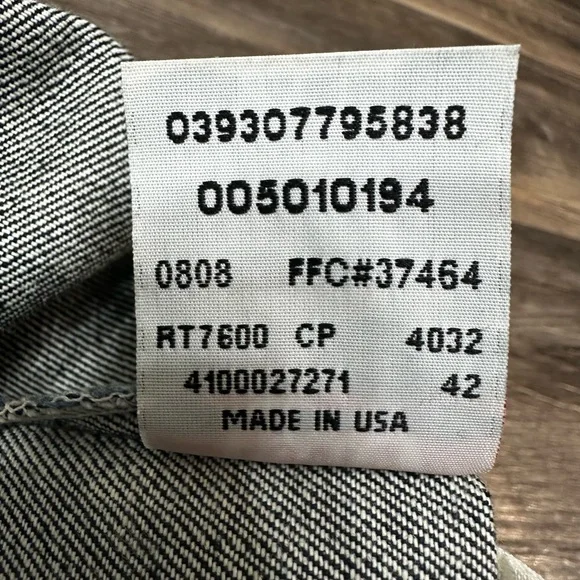 039307795838
005010194
0808 FFC#37464
RT7600 CP 4032
4100027271 42
MADE IN USA